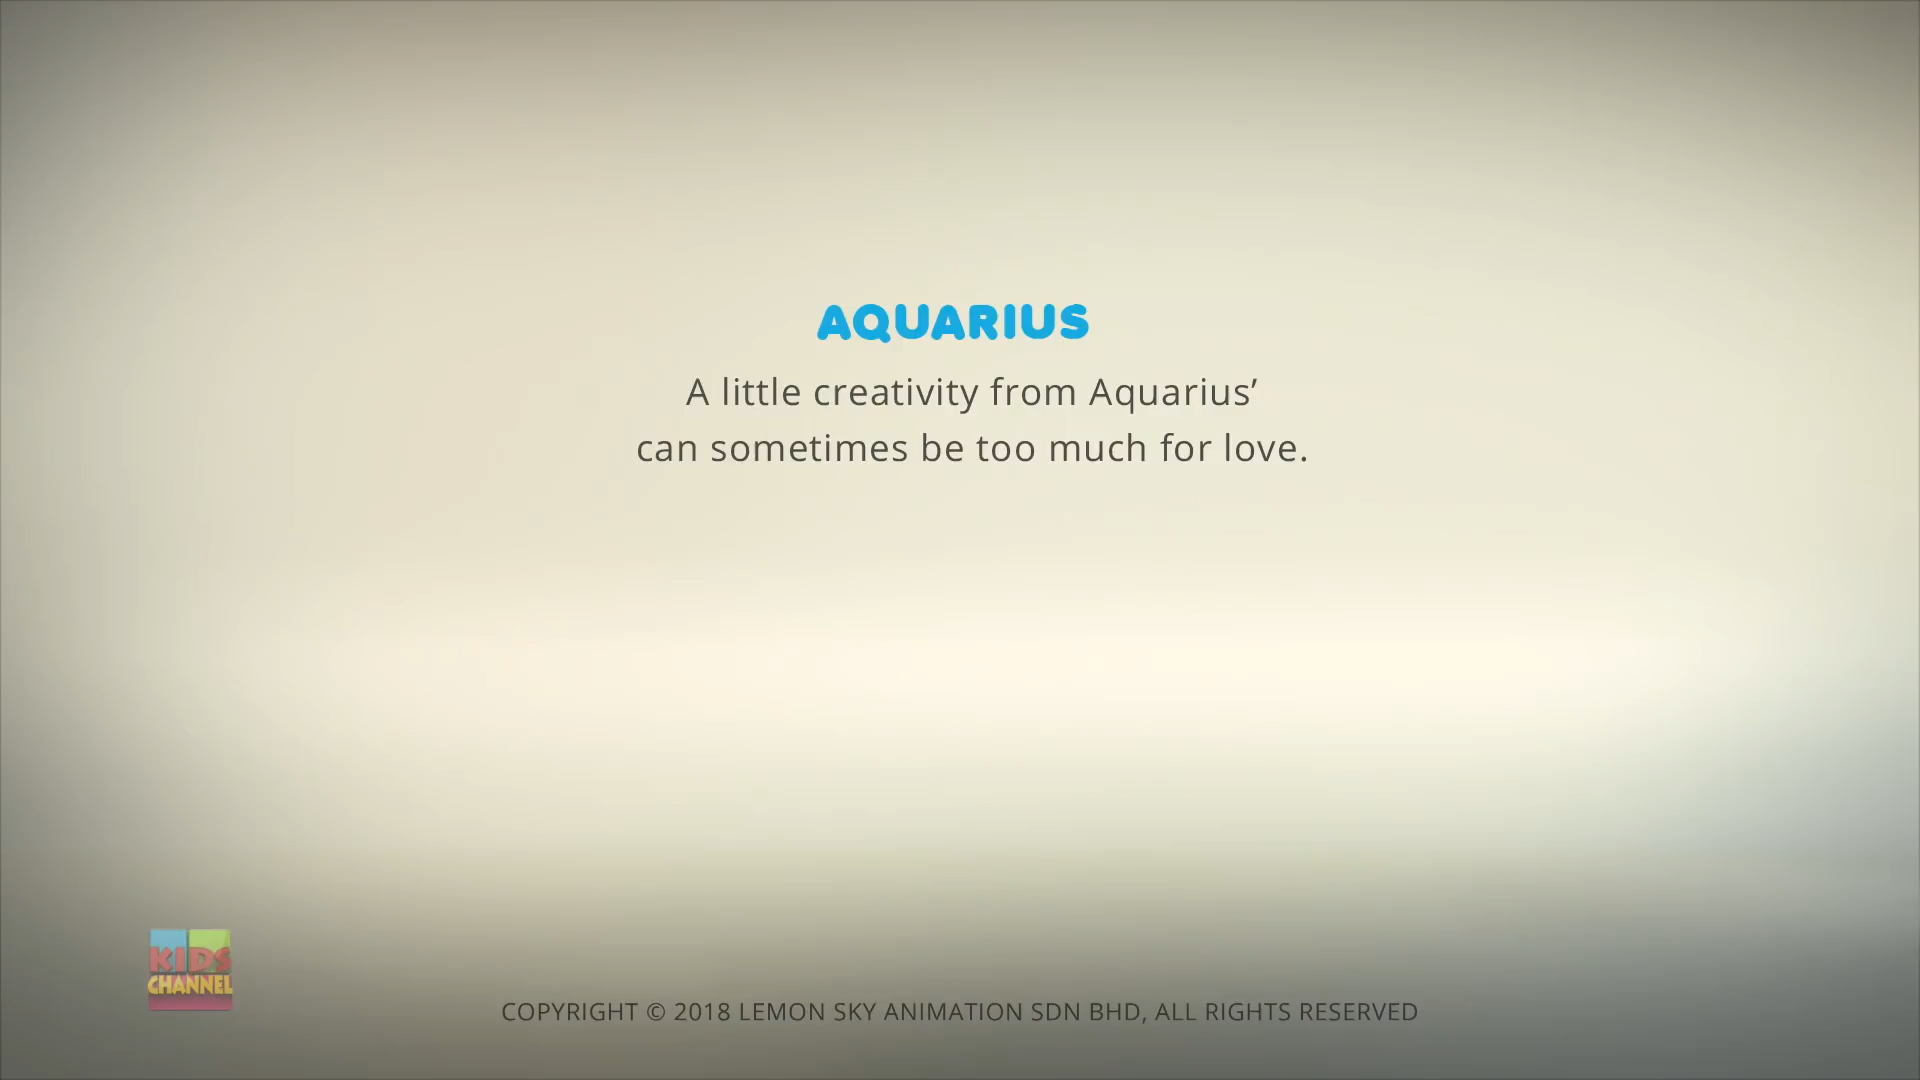 AQUARIUS
A little creativity from Aquarius’
can sometimes be too much for love.
KIDS
CHANNEL
COPYRIGHT © 2018 LEMON SKY ANIMATION SDN BHD, ALL RIGHTS RESERVED